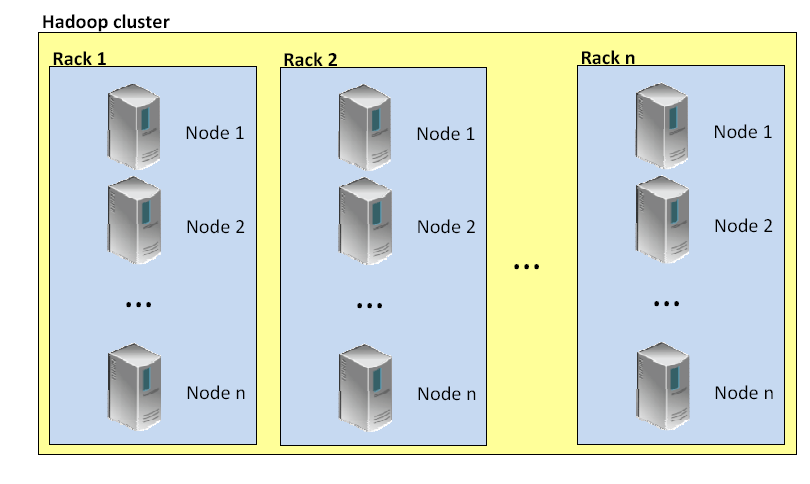 Hadoop cluster
Rack 1
Node 1
Node 2
...
Node n
Rack 2
Node 1
Node 2
...
Node n
...
Rack n
Node 1
Node 2
...
Node n